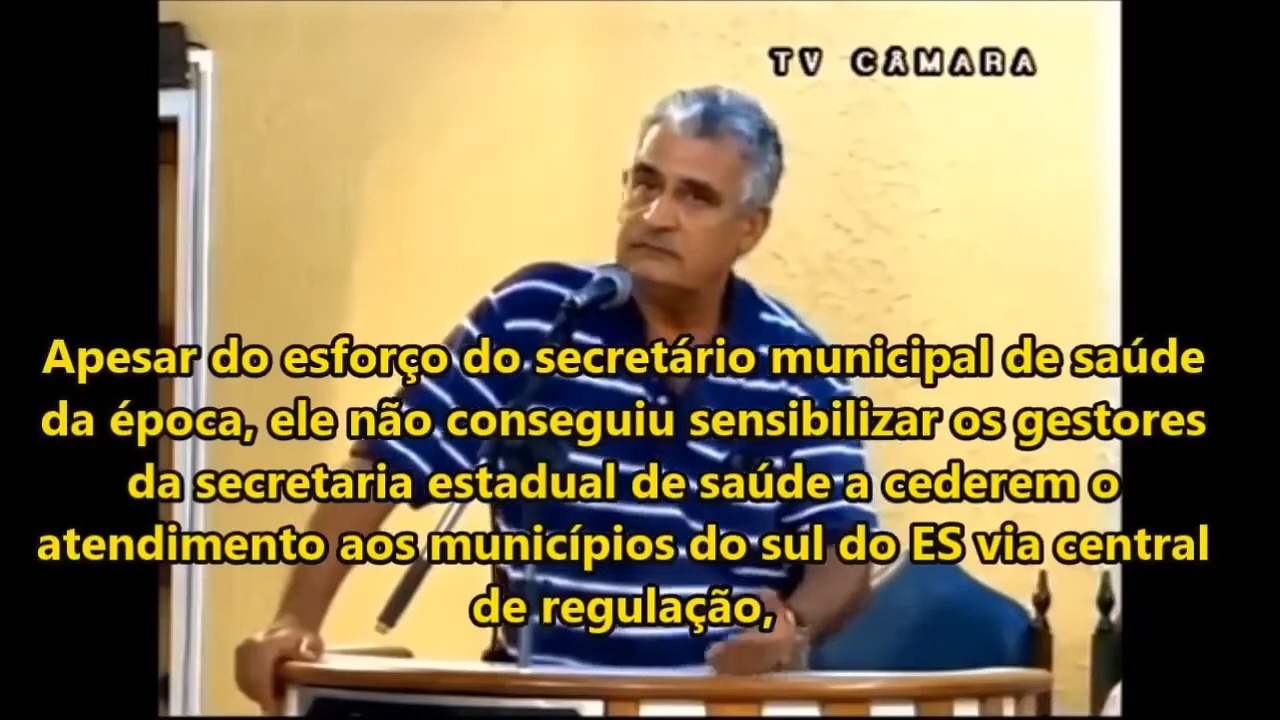 TV CÂMARA
Apesar do esforço do secretário municipal de saúde
da época, ele não conseguiu sensibilizar os gestores
da secretaria estadual de saúde a cederem o
atendimento aos municípios do sul do ES via central
de regulação,